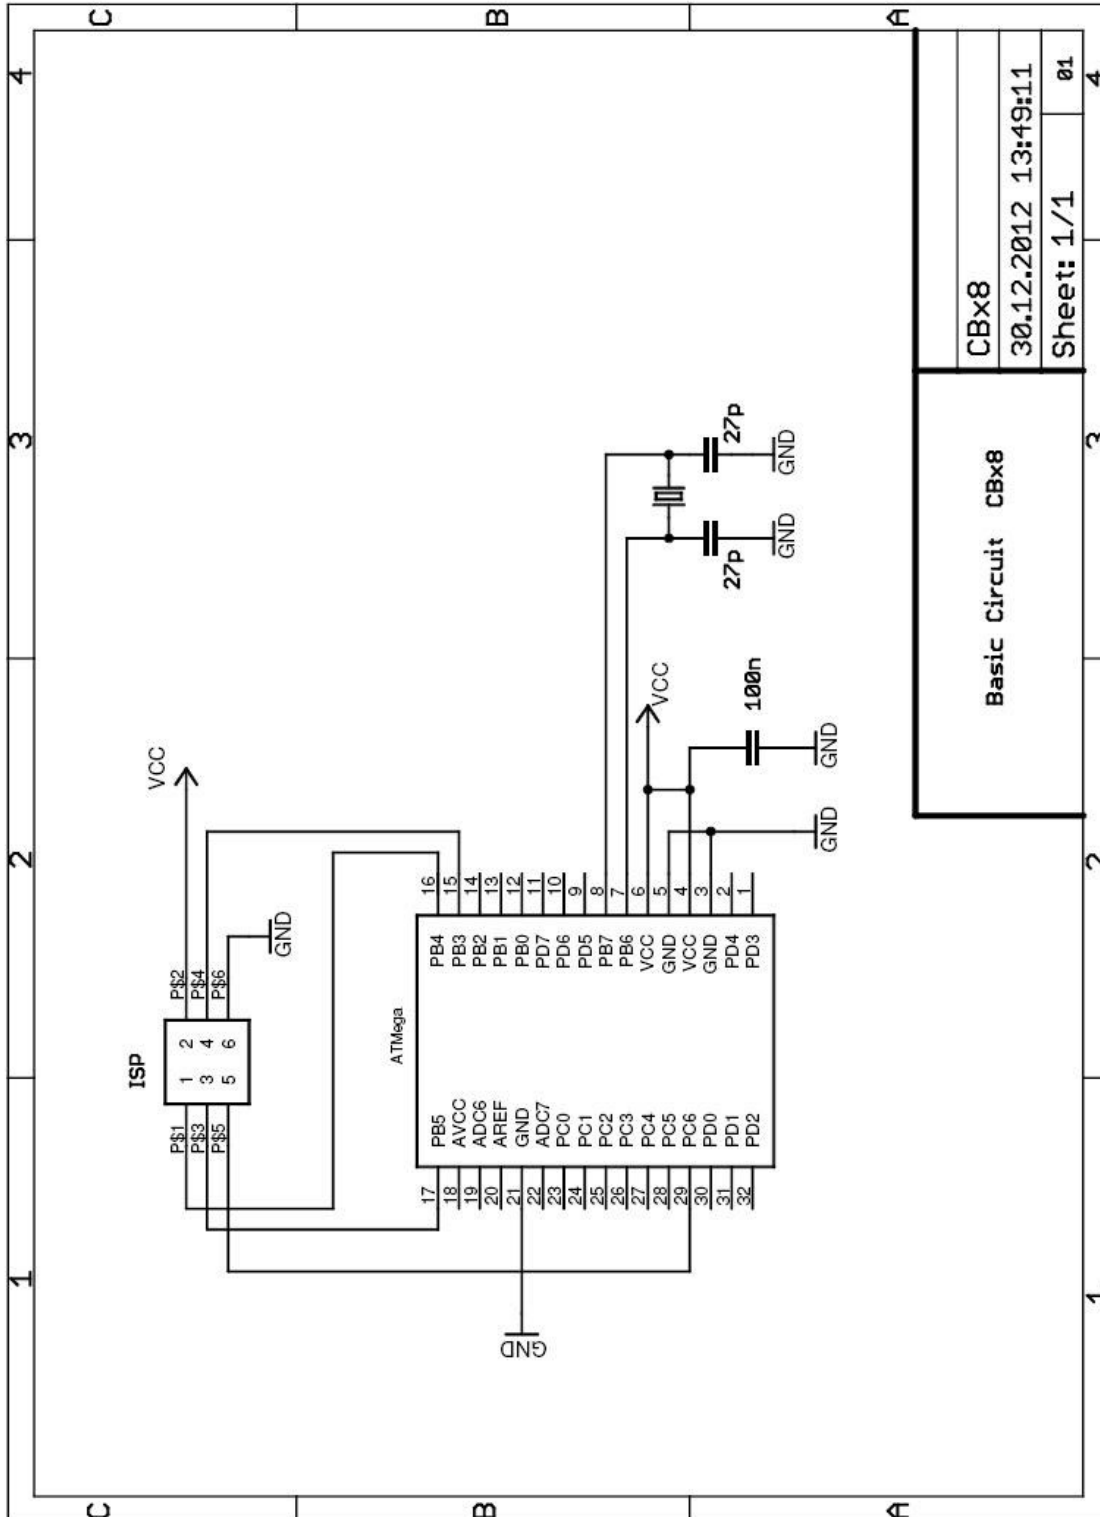 C
B
A
4
3
2
1
ISP
P$1
P$3
P$5
1 2
3 4
5 6
P$2
P$4
P$6
VCC
GND
ATMega
17 PB5
18 AVCC
19 ADC6
20 AREF
21 GND
22 ADC7
23 PC0
24 PC1
25 PC2
26 PC3
27 PC4
28 PC5
29 PC6
30 PD0
31 PD1
32 PD2
PB4 16
PB3 15
PB2 14
PB1 13
PB0 12
PD7 11
PD6 10
PD5 9
PB7 8
PB6 7
VCC 6
GND 5
VCC 4
GND 3
PD4 2
PD3 1
GND
VCC
100n
GND
GND
27p
27p
GND
GND
Basic Circuit CBx8
CBx8
30.12.2012 13:49:11
Sheet: 1/1
01
C
B
A
1
2
3
4